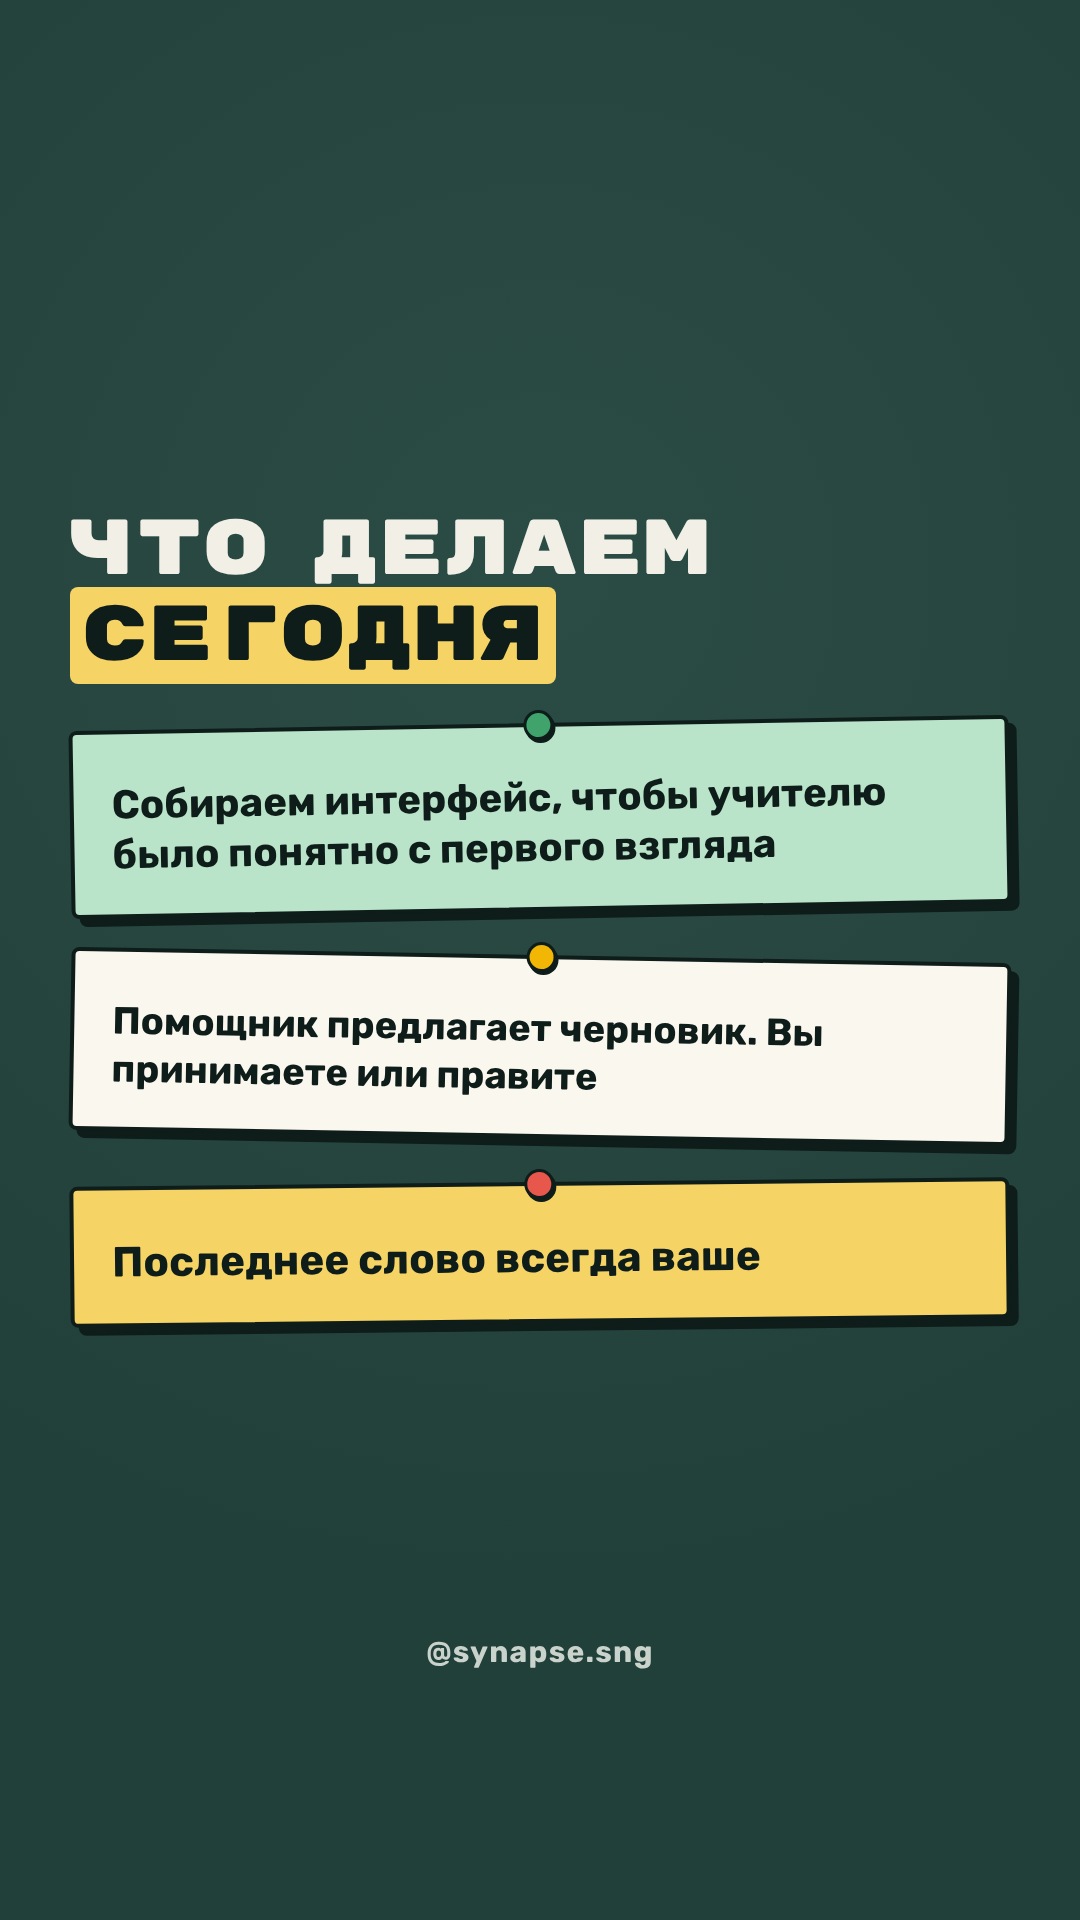 ЧТО ДЕЛАЕМ
СЕГОДНЯ
Собираем интерфейс, чтобы учителю
было понятно с первого взгляда
Помощник предлагает черновик. Вы
принимаете или правите
Последнее слово всегда ваше
@synapse.sng